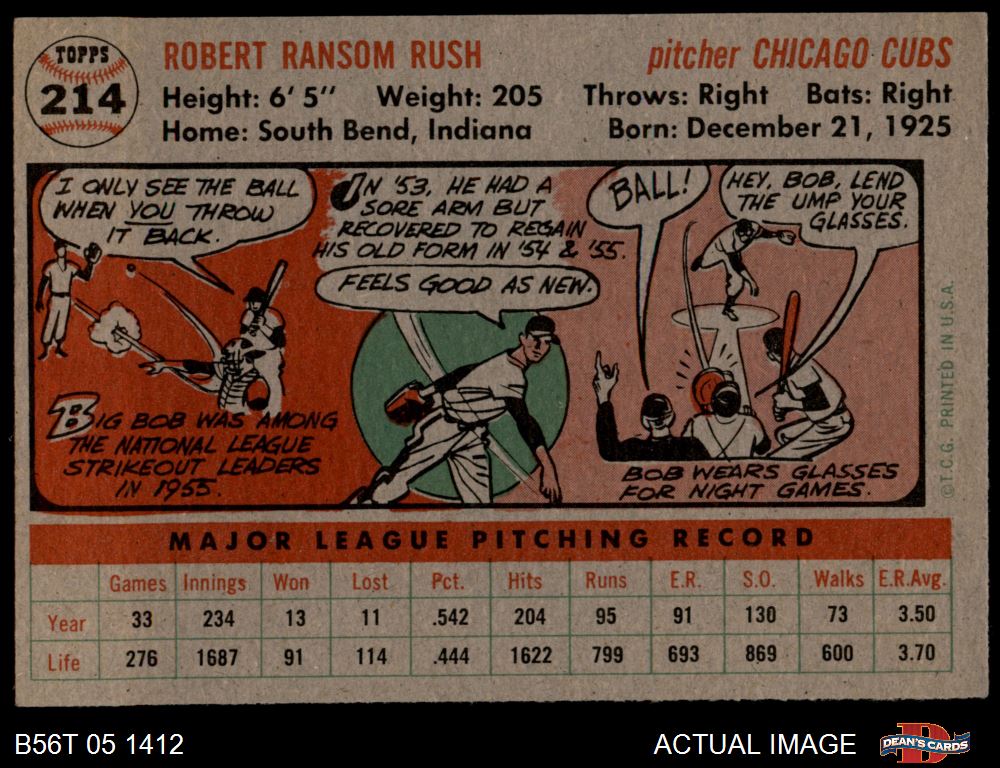 TOPPS
214
ROBERT RANSOM RUSH
pitcher CHICAGO CUBS
Height: 6' 5" Weight: 205 Throws: Right Bats: Right
Home: South Bend, Indiana Born: December 21, 1925
I ONLY SEE THE BALL
WHEN YOU THROW
IT BACK.
BIG BOB WAS AMONG
THE NATIONAL LEAGUE
STRIKEOUT LEADERS
IN 1955.
IN '53, HE HAD A
SORE ARM BUT
RECOVERED TO REGAIN
HIS OLD FORM IN '54 & '55.
FEELS GOOD AS NEW.
BALL!
HEY, BOB, LEND
THE UMP YOUR
GLASSES.
BOB WEARS GLASSES
FOR NIGHT GAMES.
©T.C.G. PRINTED IN U.S.A.
MAJOR LEAGUE PITCHING RECORD
Games Innings Won Lost Pct. Hits Runs E.R. S.O. Walks E.R.Avg.
Year 33 234 13 11 .542 204 95 91 130 73 3.50
Life 276 1687 91 114 .444 1622 799 693 869 600 3.70
B56T 05 1412
ACTUAL IMAGE
DEAN'S CARDS